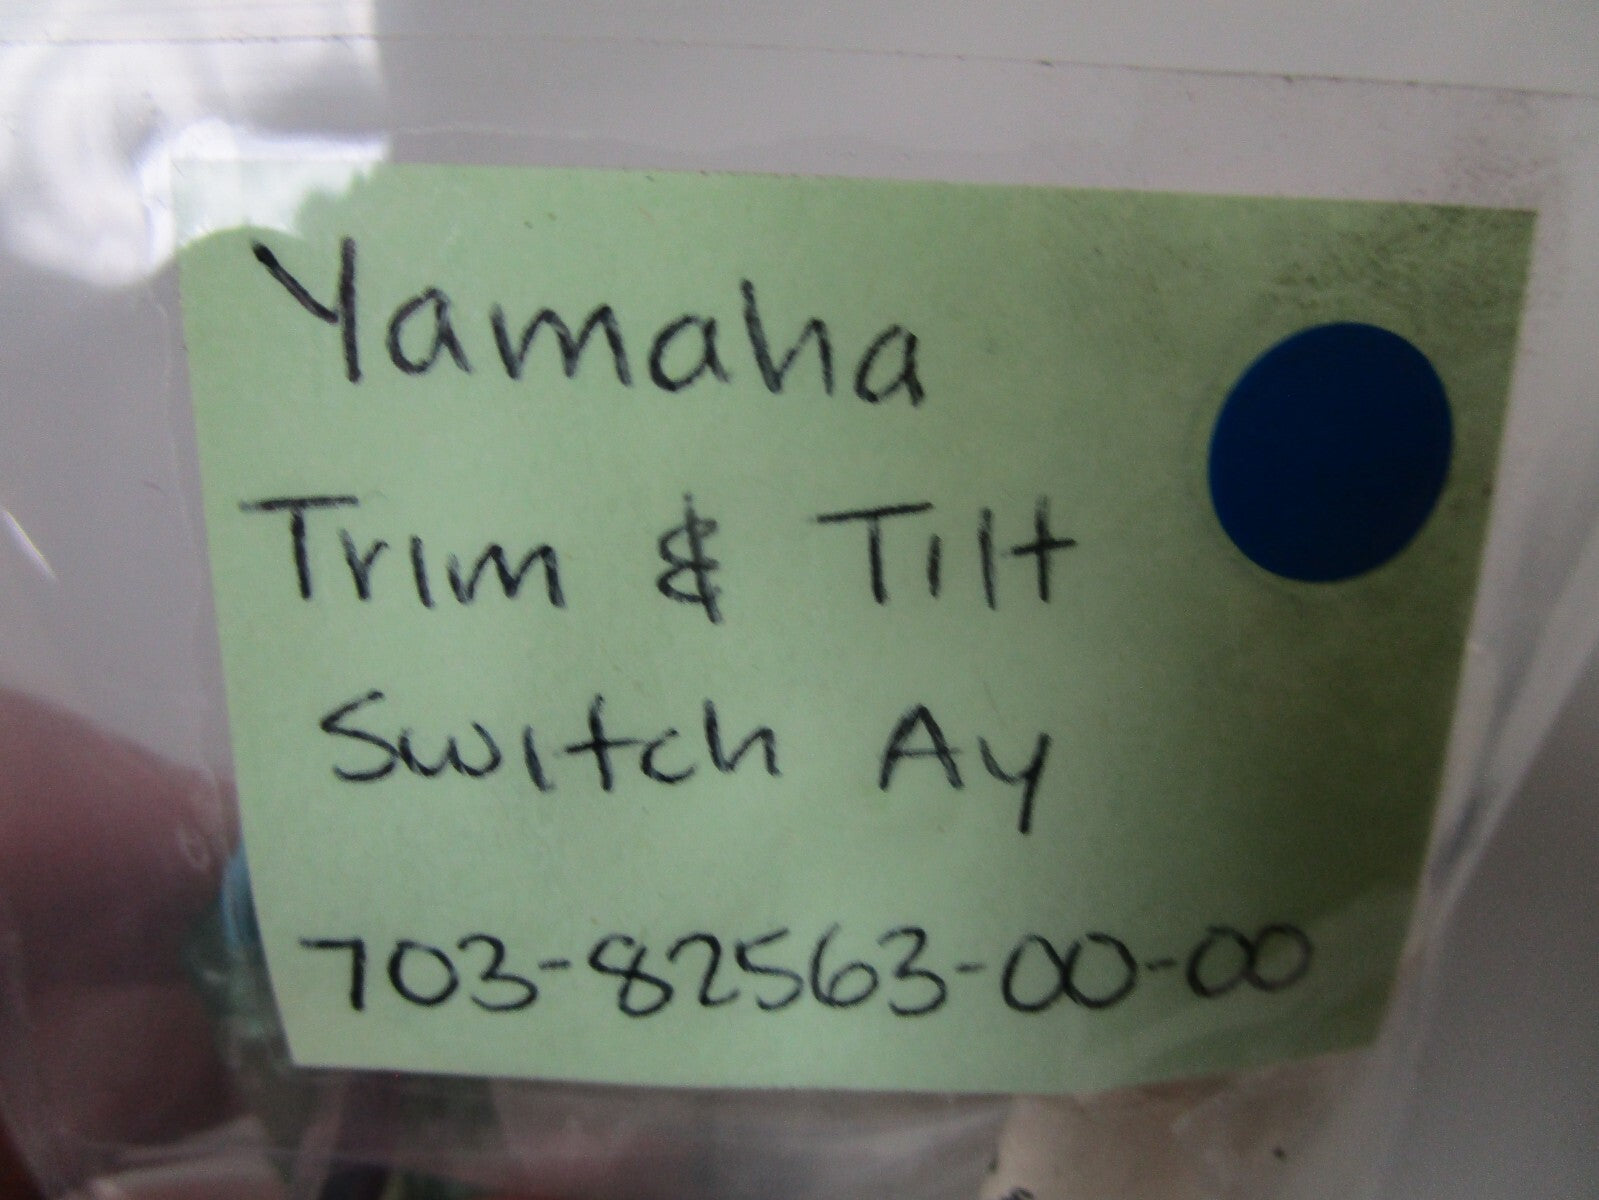 Yamaha
Trim & Tilt
Switch Ay
703-82563-00-00